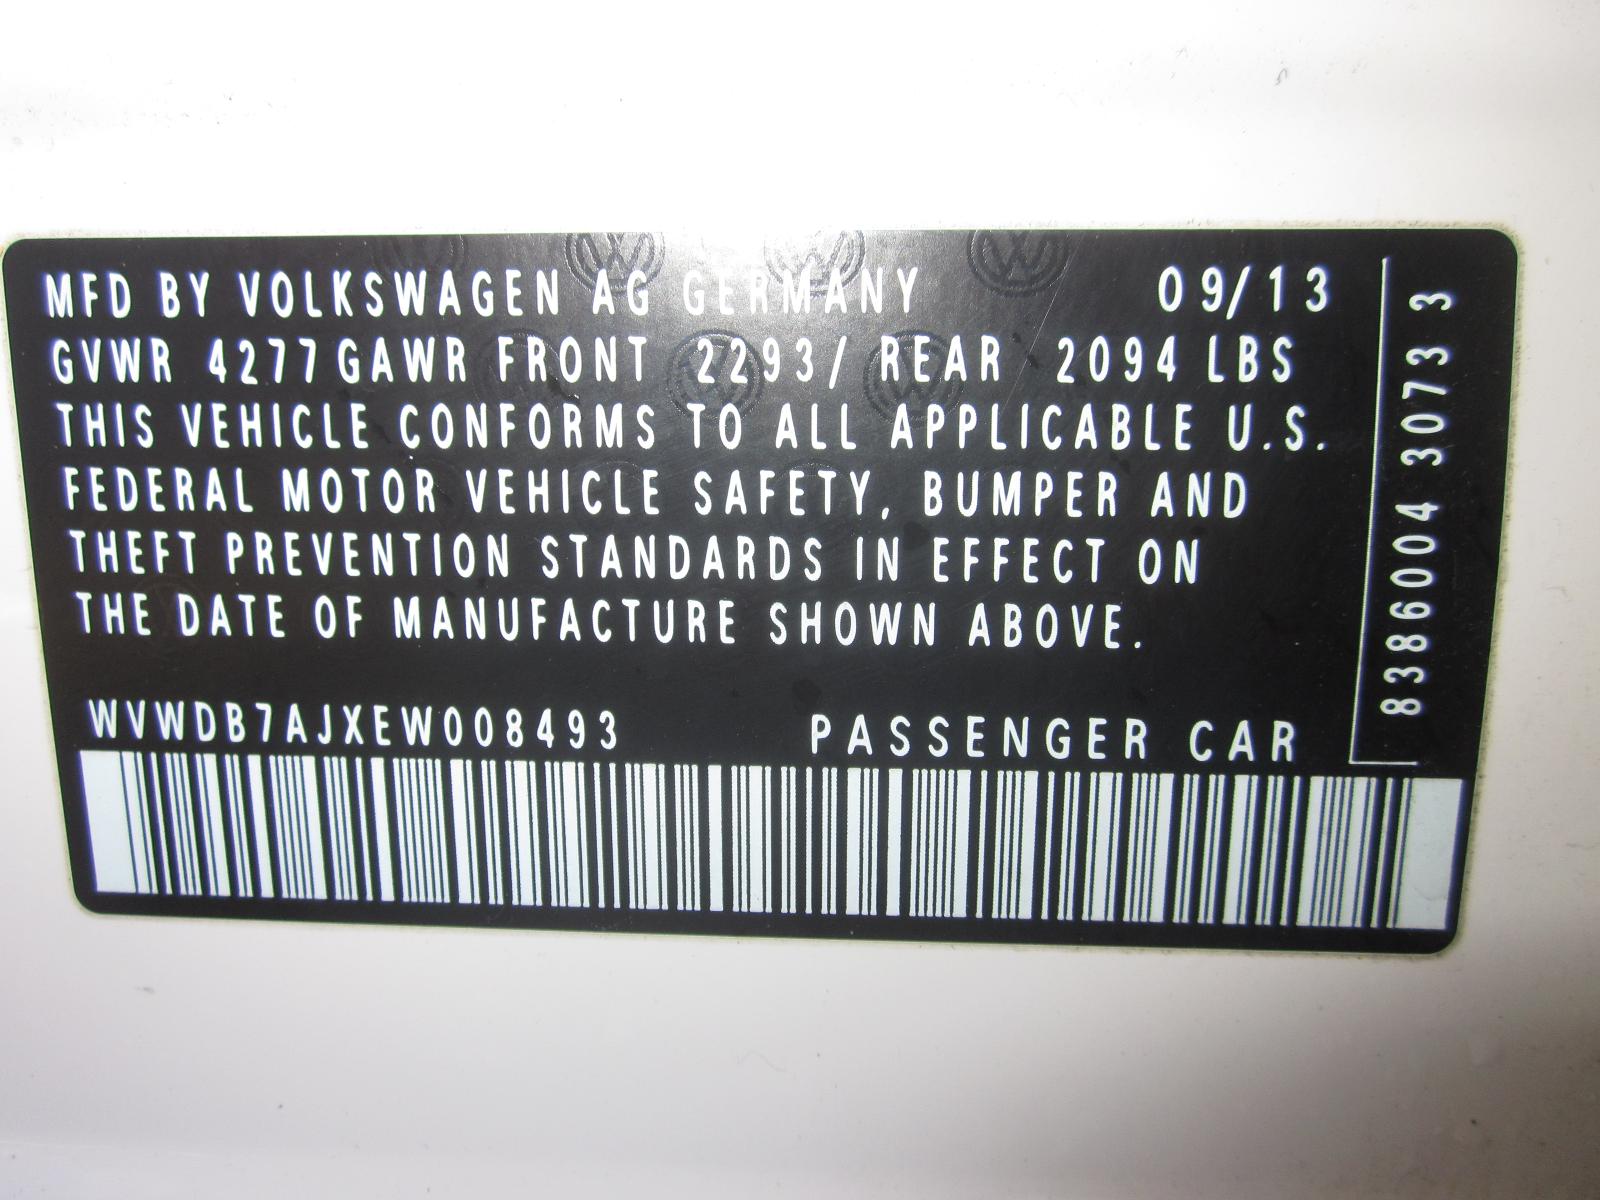 MFD BY VOLKSWAGEN AG GERMANY 09/13
GVWR 4277 GAWR FRONT 2293/ REAR 2094 LBS
THIS VEHICLE CONFORMS TO ALL APPLICABLE U.S.
FEDERAL MOTOR VEHICLE SAFETY, BUMPER AND
THEFT PREVENTION STANDARDS IN EFFECT ON
THE DATE OF MANUFACTURE SHOWN ABOVE.
WVWDB7AJXEW008493 PASSENGER CAR
8386004 3073 3